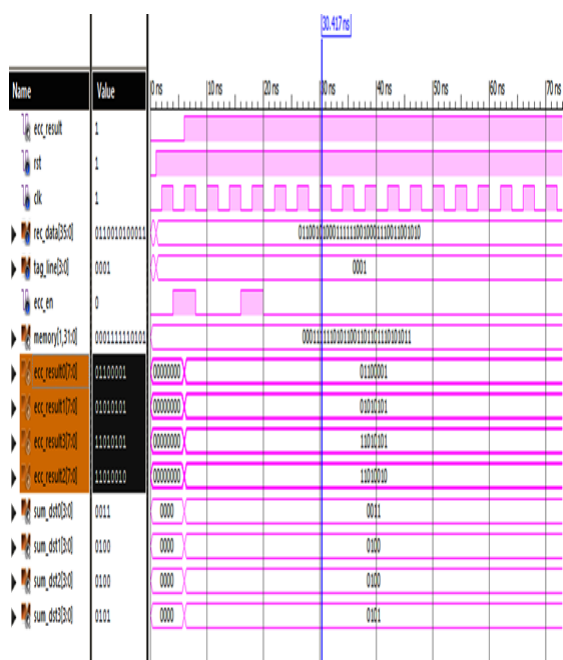 30.417 ns
Name Value 0 ns 10 ns 20 ns 30 ns 40 ns 50 ns 60 ns 70 ns
ecc_result 1
rst 1
clk 1
rec_data[35:0] 0110010100011
tag_line[3:0] 0001 0001
ecc_en 0
memory[1,31:0] 0001111110101
ecc_result0[7:0] 01100001 00000000 01100001
ecc_result1[7:0] 01010101 00000000 01010101
ecc_result3[7:0] 11010101 00000000 11010101
ecc_result2[7:0] 11010010 00000000 11010010
sum_dst0[3:0] 0011 0000 0011
sum_dst1[3:0] 0100 0000 0100
sum_dst2[3:0] 0100 0000 0100
sum_dst3[3:0] 0101 0000 0101